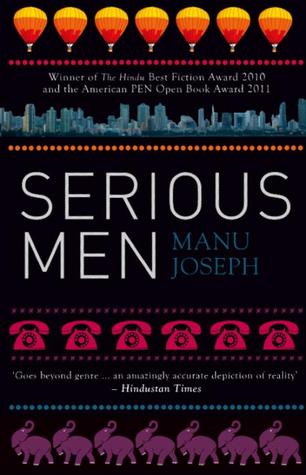 Winner of The Hindu Best Fiction Award 2010
and the American PEN Open Book Award 2011
SERIOUS
MEN MANU
JOSEPH
'Goes beyond genre ... an amazingly accurate depiction of reality'
– Hindustan Times